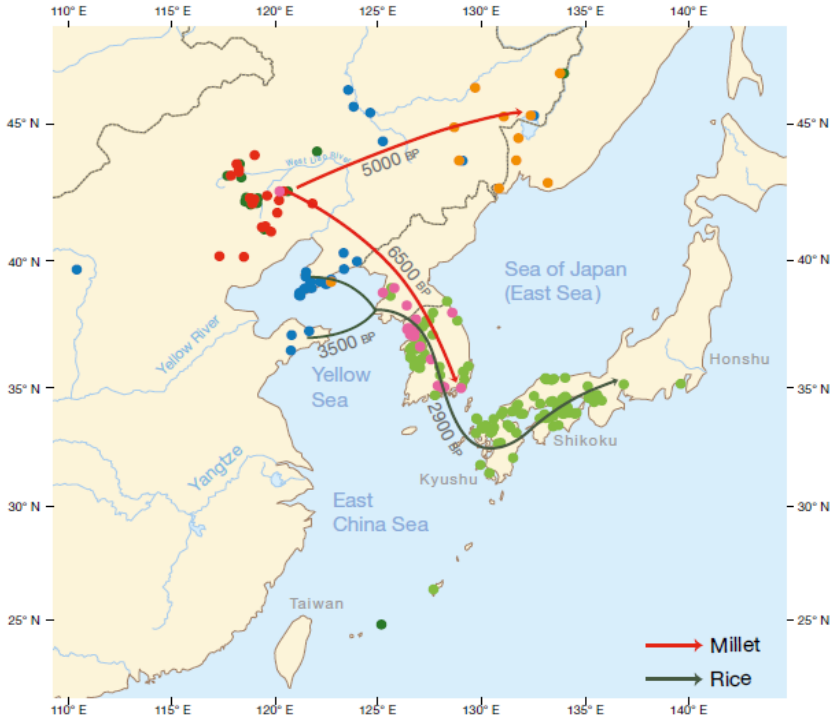 110° E 115° E 120° E 125° E 130° E 135° E 140° E
45° N
45° N
West Liao River
5000 BP
40° N
40° N
6500 BP
Sea of Japan
(East Sea)
Yellow River
3500 BP
Honshu
35° N
35° N
Yellow
Sea
2900 BP
Shikoku
Yangtze
Kyushu
30° N
30° N
East
China Sea
Taiwan
25° N
25° N
Millet
Rice
110° E 115° E 120° E 125° E 130° E 135° E 140° E